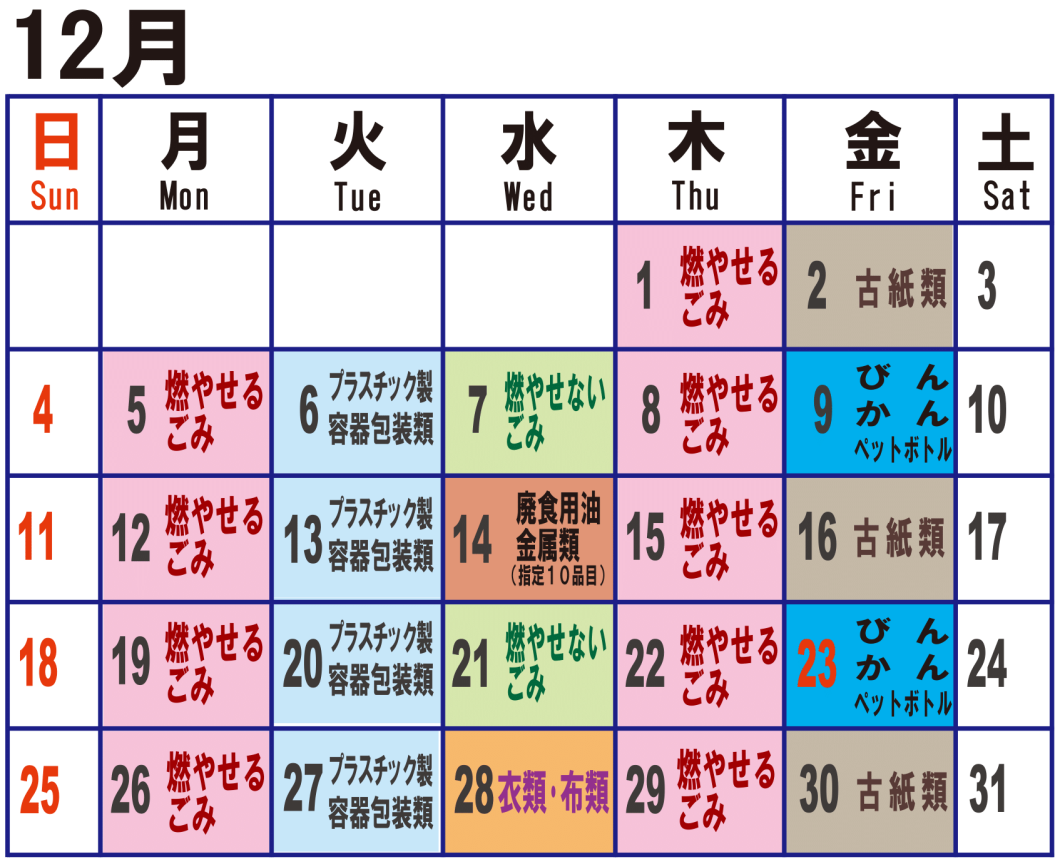 12月
日 月 火 水 木 金 土
Sun Mon Tue Wed Thu Fri Sat
1 燃やせる
ごみ
2 古紙類
3
4
5 燃やせる
ごみ
6 プラスチック製
容器包装類
7 燃やせない
ごみ
8 燃やせる
ごみ
9 びん
かん
ペットボトル
10
11
12 燃やせる
ごみ
13 プラスチック製
容器包装類
14 廃食用油
金属類
（指定１０品目）
15 燃やせる
ごみ
16 古紙類
17
18
19 燃やせる
ごみ
20 プラスチック製
容器包装類
21 燃やせない
ごみ
22 燃やせる
ごみ
23 びん
かん
ペットボトル
24
25
26 燃やせる
ごみ
27 プラスチック製
容器包装類
28 衣類・布類
29 燃やせる
ごみ
30 古紙類
31